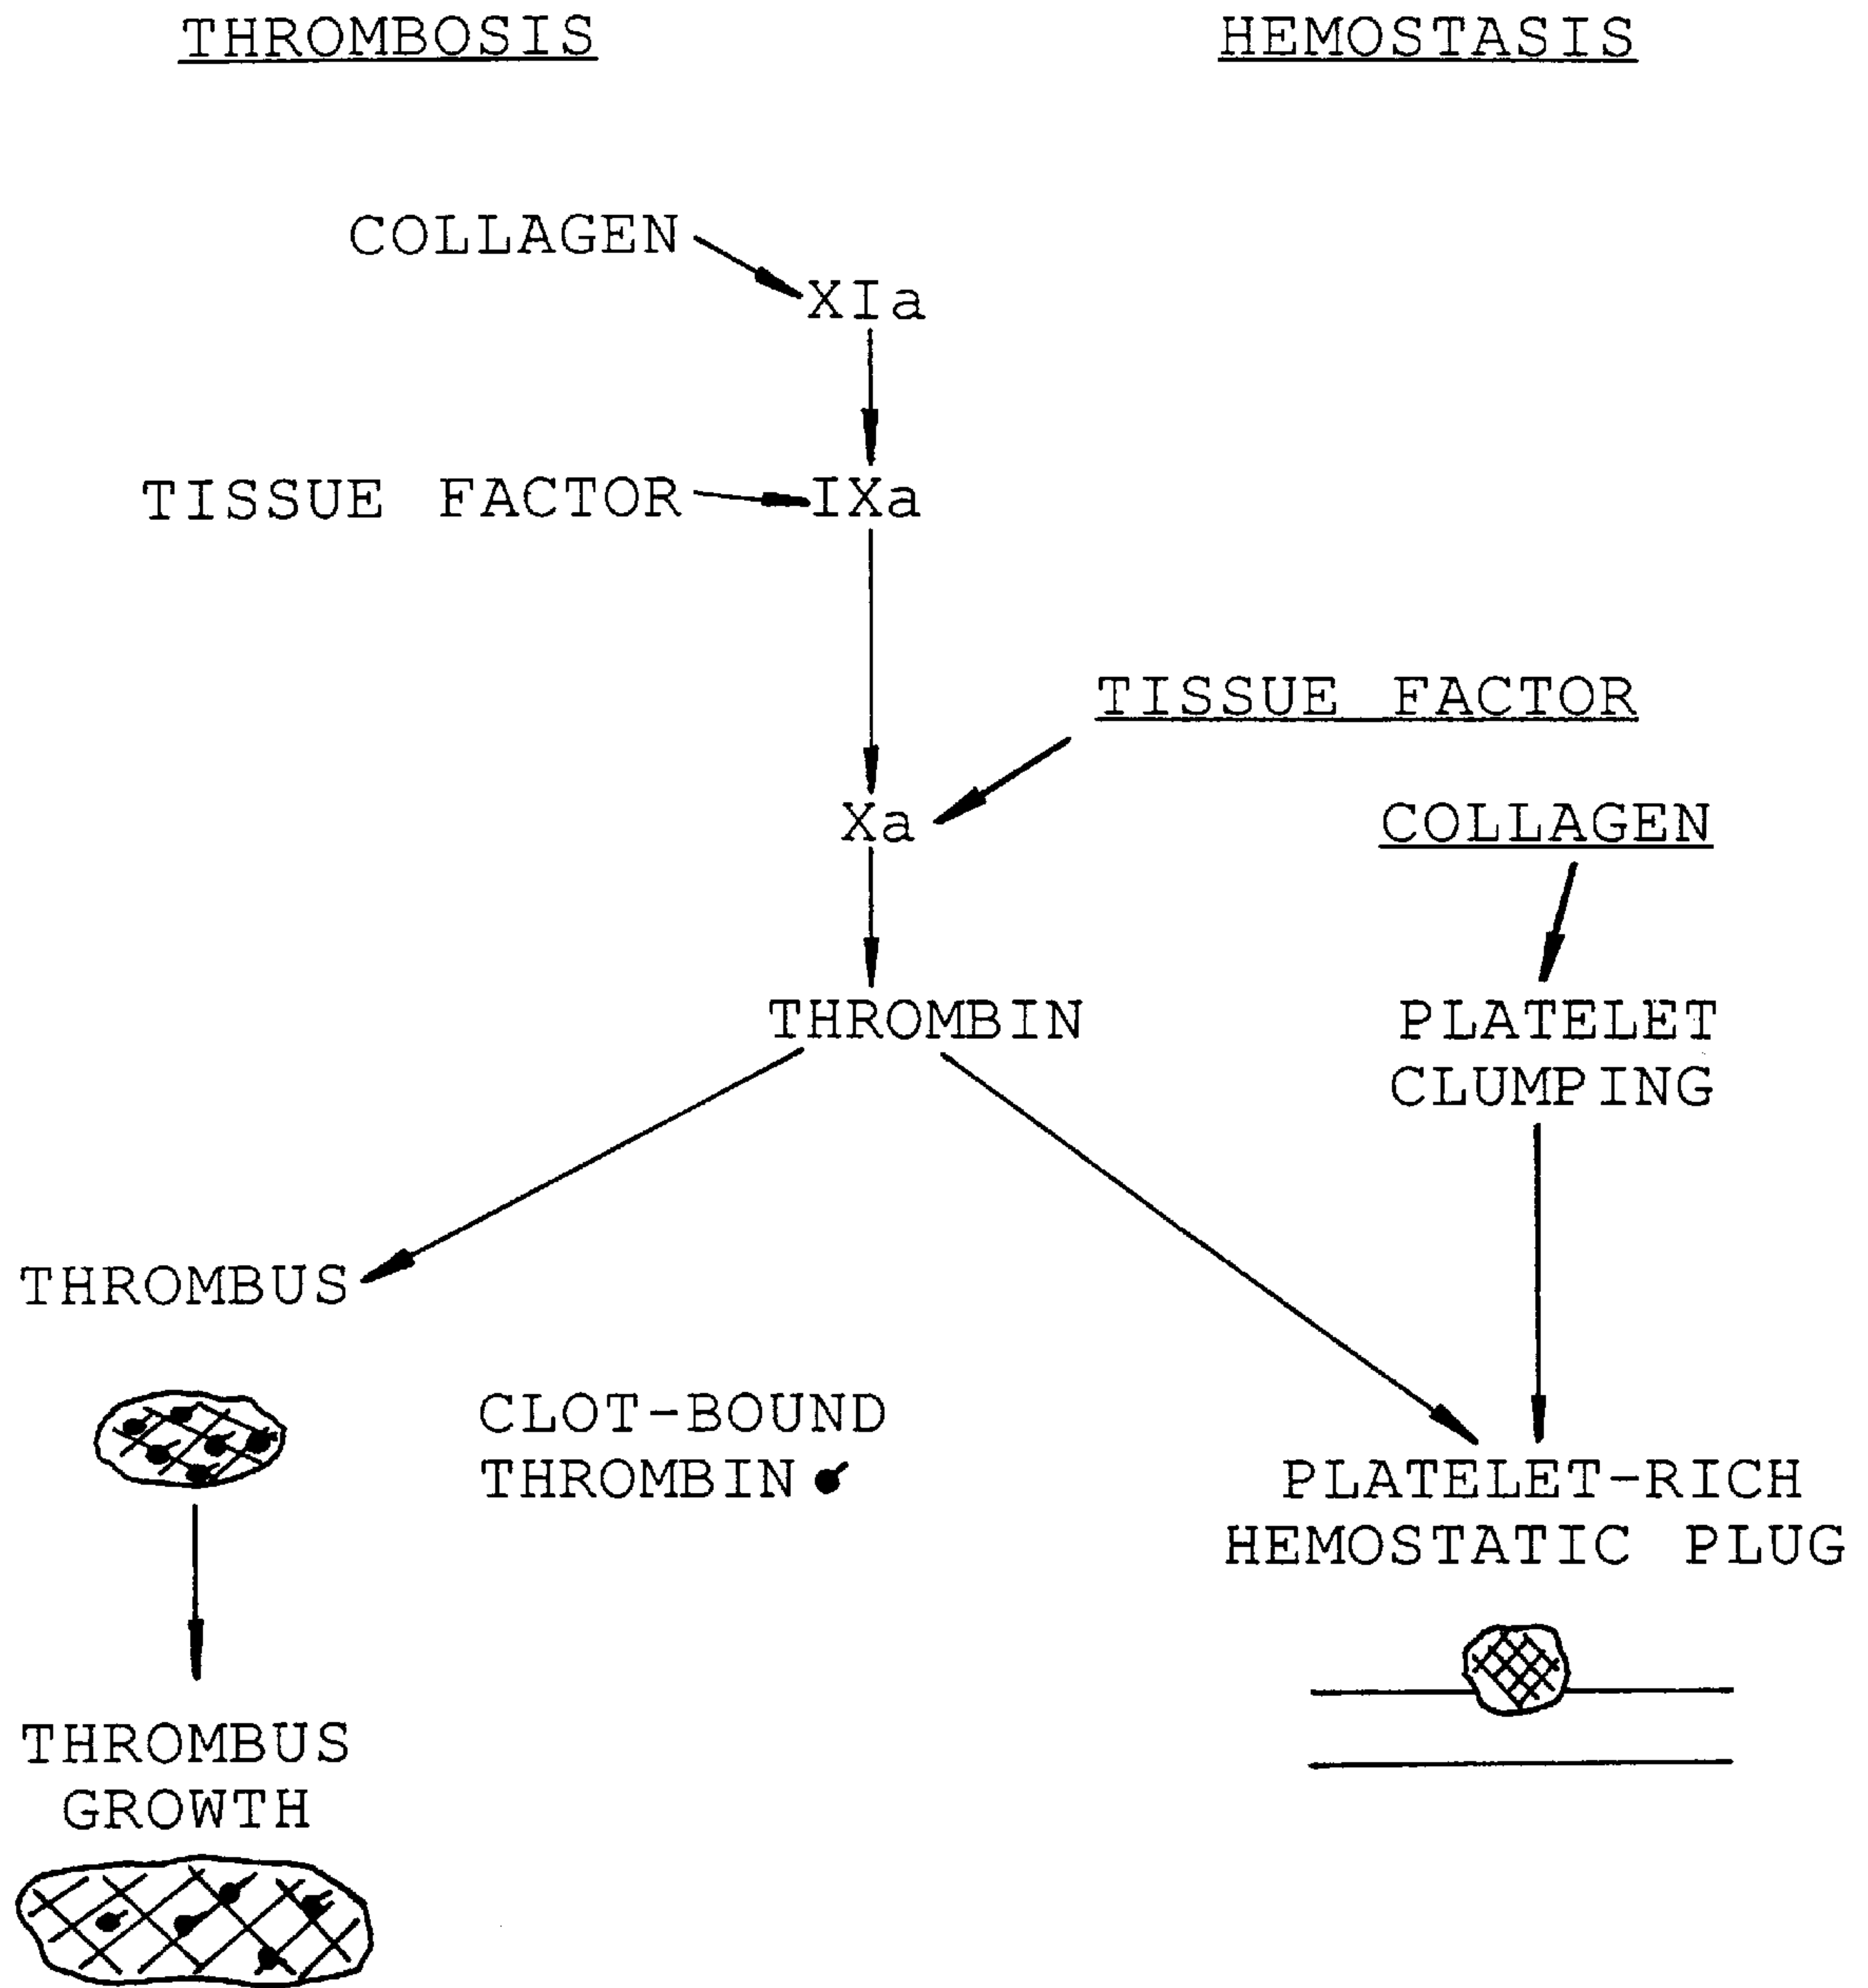 THROMBOSIS
HEMOSTASIS
COLLAGEN
XIa
TISSUE FACTOR
IXa
TISSUE FACTOR
Xa
COLLAGEN
THROMBIN
PLATELET
CLUMPING
THROMBUS
CLOT-BOUND
THROMBIN
PLATELET-RICH
HEMOSTATIC PLUG
THROMBUS
GROWTH